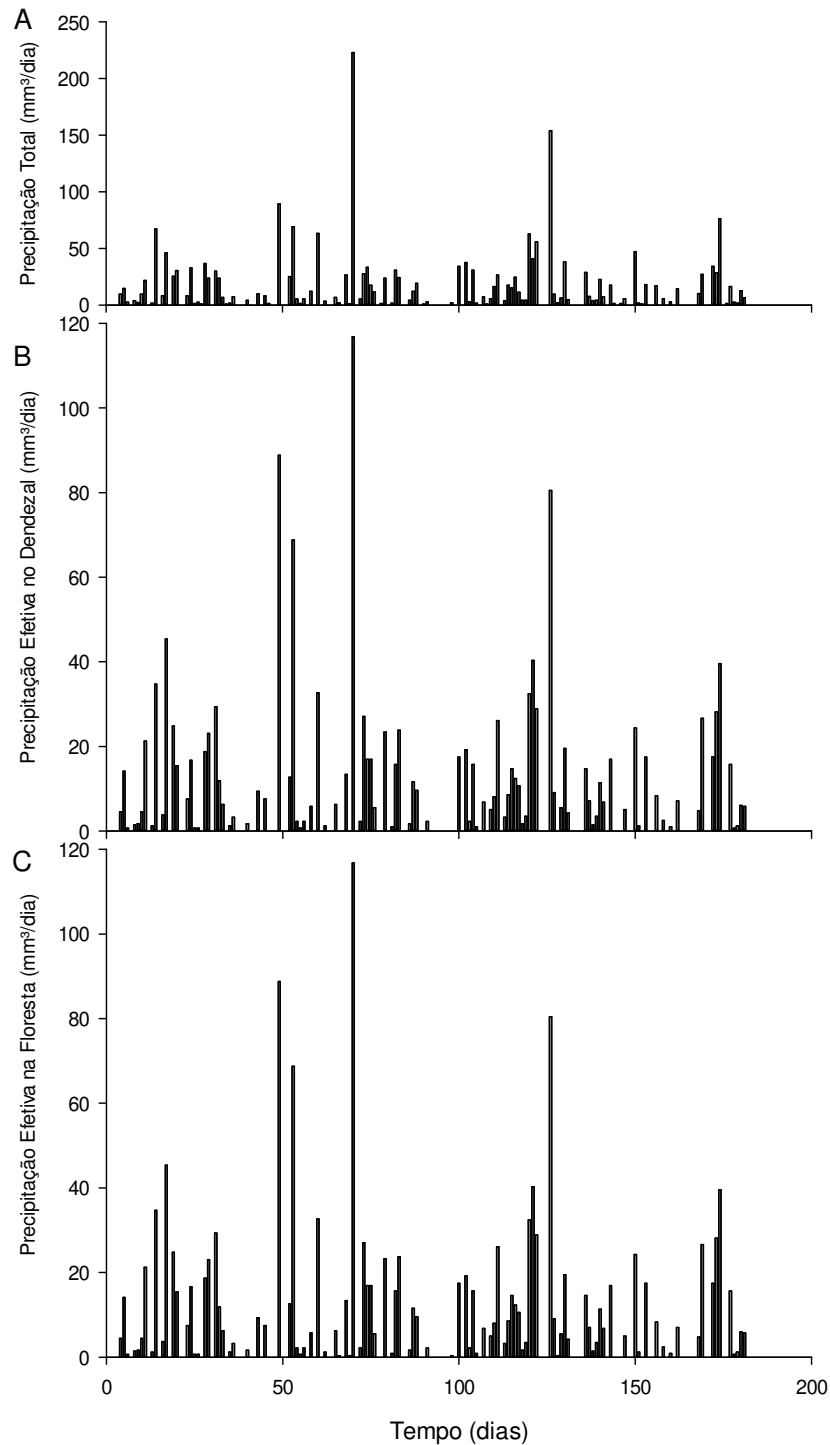 A
Precipitação Total (mm³/dia)
250
200
150
100
50
0
B
Precipitação Efetiva no Dendezal (mm³/dia)
120
100
80
60
40
20
0
C
Precipitação Efetiva na Floresta (mm³/dia)
120
100
80
60
40
20
0
0 50 100 150 200
Tempo (dias)